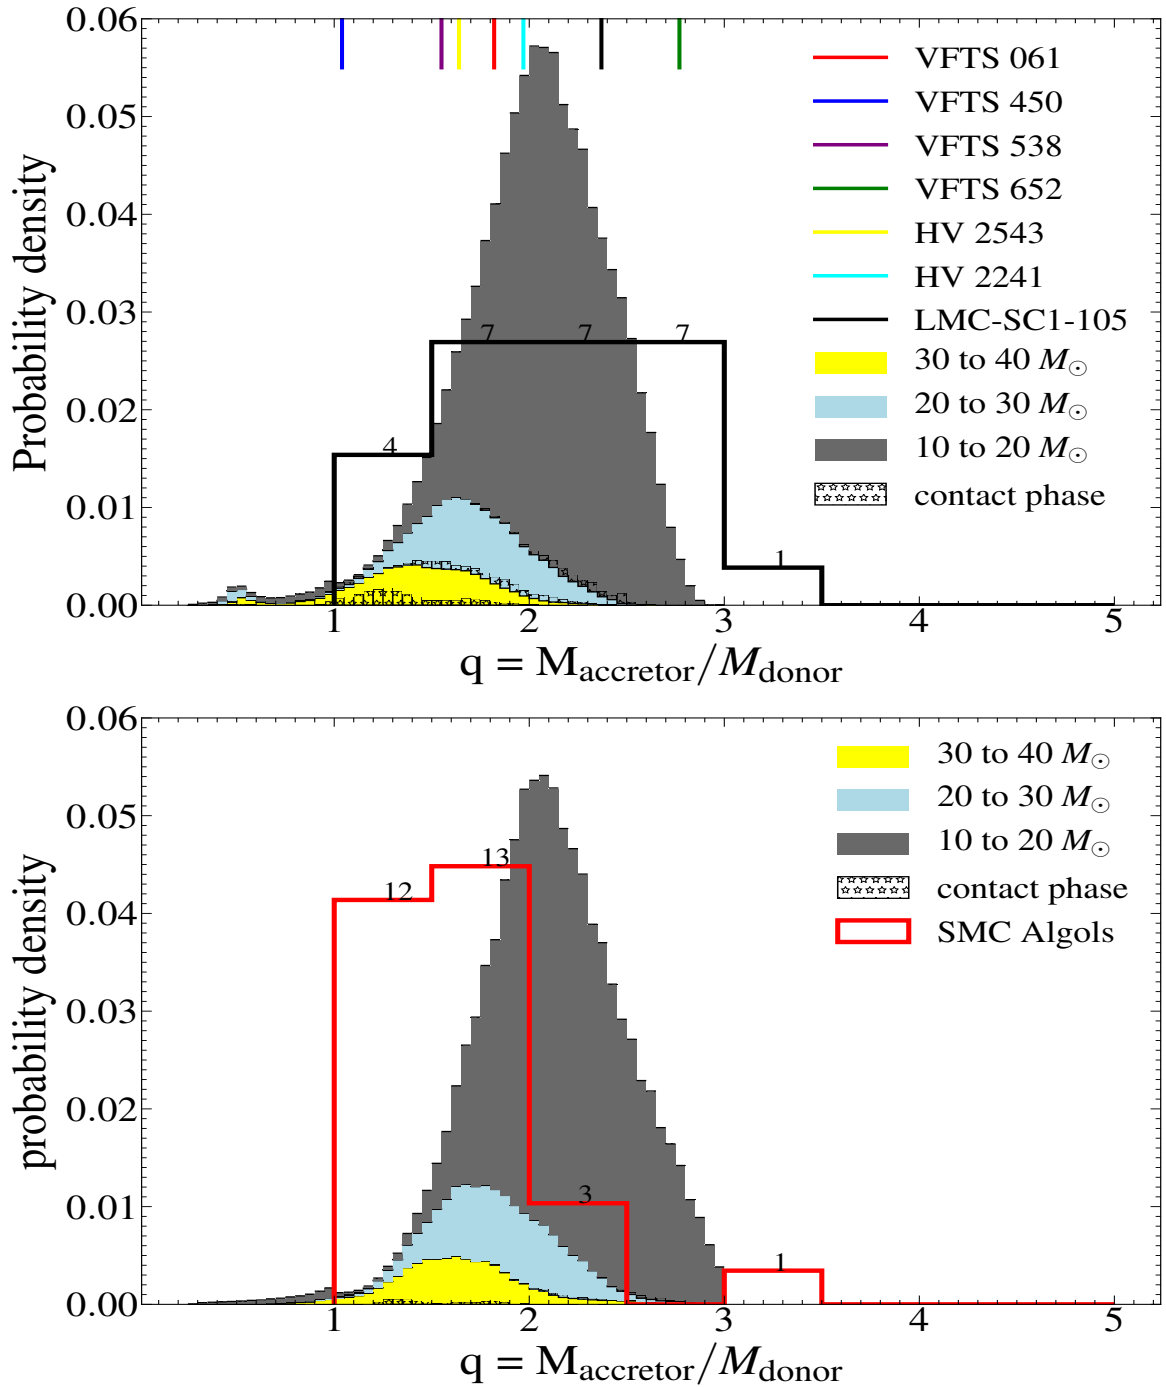 0.06
0.05
0.04
0.03
0.02
0.01
0.00
Probability density
VFTS 061
VFTS 450
VFTS 538
VFTS 652
HV 2543
HV 2241
LMC-SC1-105
30 to 40 M⊙
20 to 30 M⊙
10 to 20 M⊙
contact phase
4
7
7
7
1
1 2 3 4 5
q = Maccretor/Mdonor
0.06
0.05
0.04
0.03
0.02
0.01
0.00
probability density
30 to 40 M⊙
20 to 30 M⊙
10 to 20 M⊙
contact phase
SMC Algols
12
13
3
1
1 2 3 4 5
q = Maccretor/Mdonor